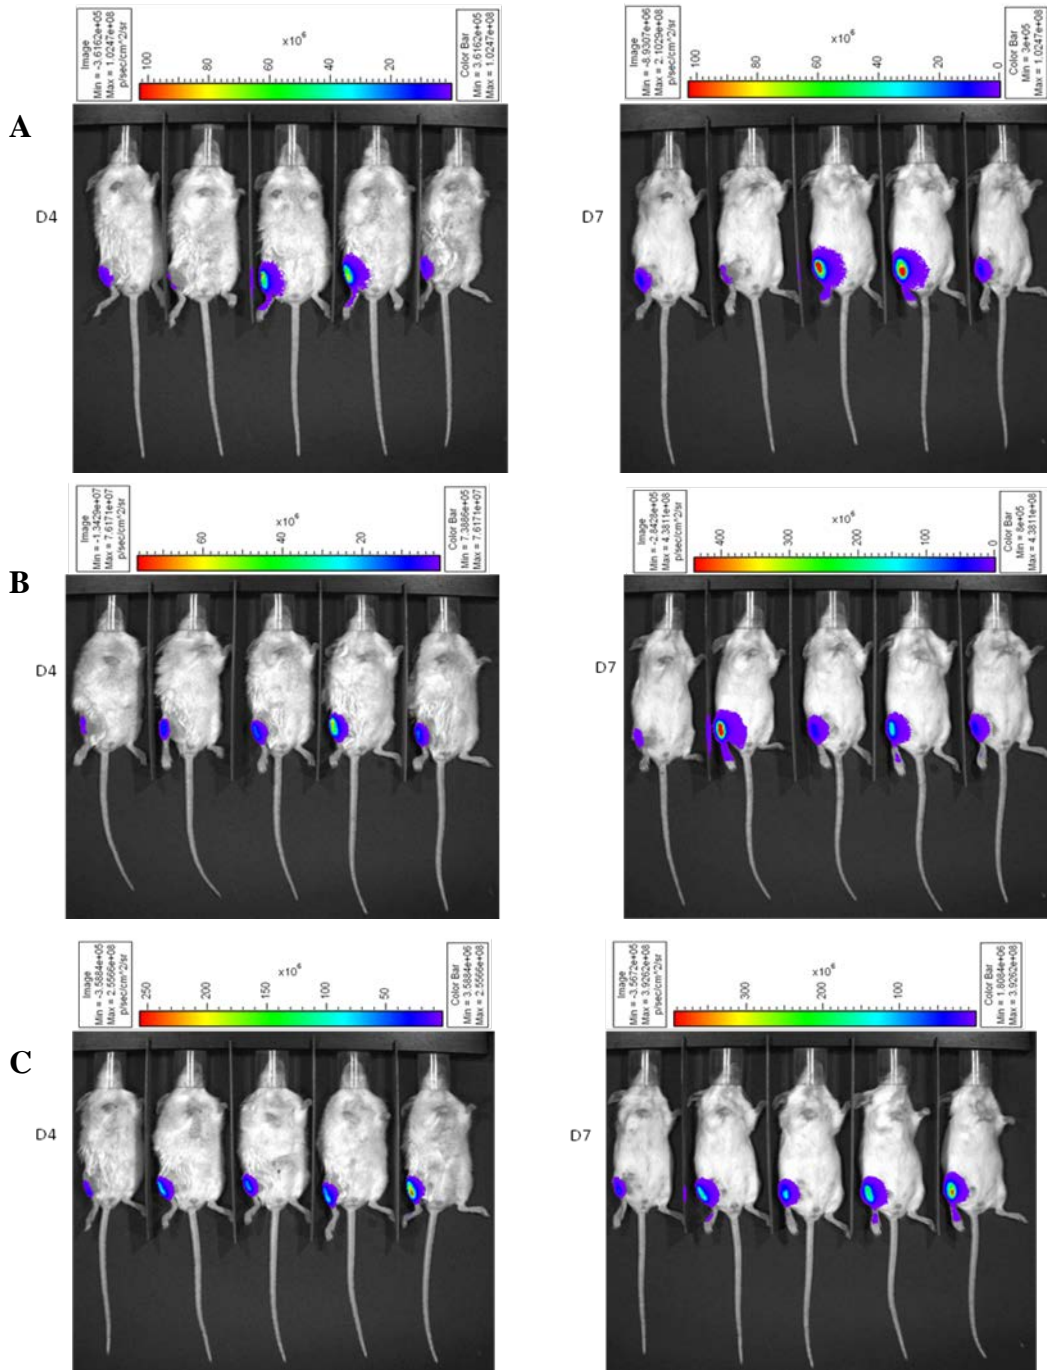 A
D4
Image
Min = -3.6162e+05
Max = 1.0247e+08
p/sec/cm^2/sr
×10⁶
100
80
60
40
20
Color Bar
Min = 3.6162e+05
Max = 1.0247e+08
D7
Image
Min = -8.9307e+06
Max = 2.1029e+08
p/sec/cm^2/sr
×10⁶
100
80
60
40
20
0
Color Bar
Min = 3e+05
Max = 1.0247e+08
B
D4
Image
Min = -1.3429e+07
Max = 7.6171e+07
p/sec/cm^2/sr
×10⁶
60
40
20
Color Bar
Min = 7.3886e+05
Max = 7.6171e+07
D7
Image
Min = -2.8428e+05
Max = 4.3811e+08
p/sec/cm^2/sr
×10⁶
400
300
200
100
0
Color Bar
Min = 8e+05
Max = 4.3811e+08
C
D4
Image
Min = -3.5884e+05
Max = 2.5566e+08
p/sec/cm^2/sr
×10⁶
250
200
150
100
50
Color Bar
Min = 3.5884e+06
Max = 2.5566e+08
D7
Image
Min = -3.5672e+05
Max = 3.9262e+08
p/sec/cm^2/sr
×10⁶
300
200
100
Color Bar
Min = 1.8084e+06
Max = 3.9262e+08